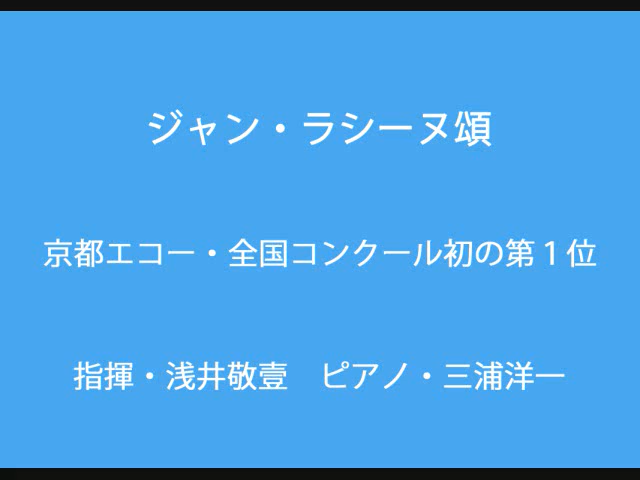 ジャン・ラシーヌ頌
京都エコー・全国コンクール初の第１位
指揮・浅井敬壹　ピアノ・三浦洋一